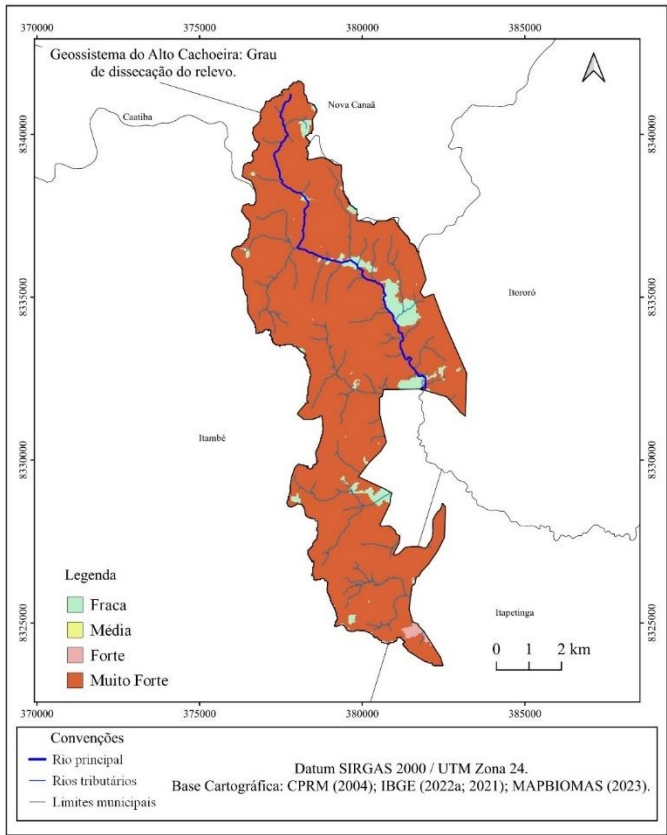 370000 375000 380000 385000
Geossistema do Alto Cachoeira: Grau
de dissecação do relevo.
Nova Canaã
Caatiba
8340000
8340000
Itororó
8335000
8335000
Itambé
8330000
8330000
Legenda
Fraca
Média
Forte
Muito Forte
Itapetinga
8325000
8325000
0 1 2 km
370000 375000 380000 385000
Convenções
Rio principal
Rios tributários
Limites municipais
Datum SIRGAS 2000 / UTM Zona 24.
Base Cartográfica: CPRM (2004); IBGE (2022a; 2021); MAPBIOMAS (2023).